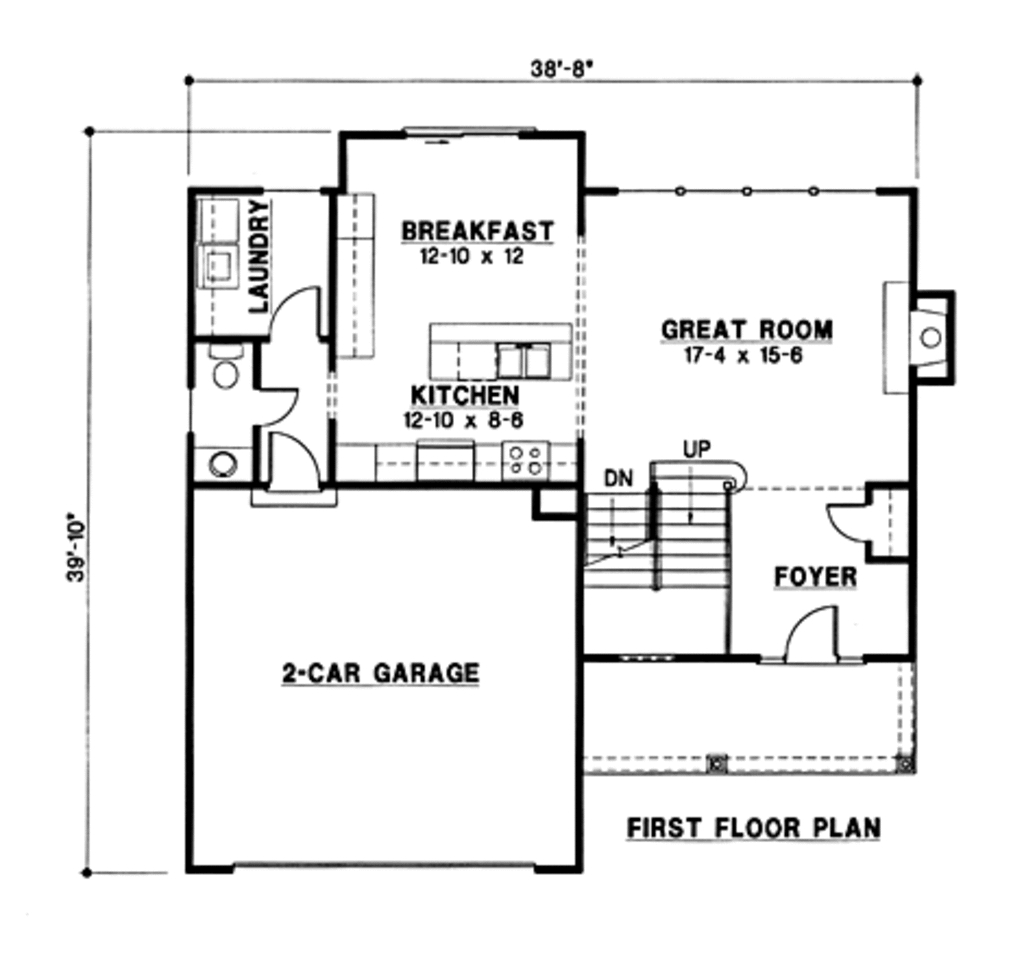 38'-8"
BREAKFAST
12-10 x 12
LAUNDRY
GREAT ROOM
17-4 x 15-6
KITCHEN
12-10 x 8-6
UP
DN
39'-10"
FOYER
2-CAR GARAGE
FIRST FLOOR PLAN